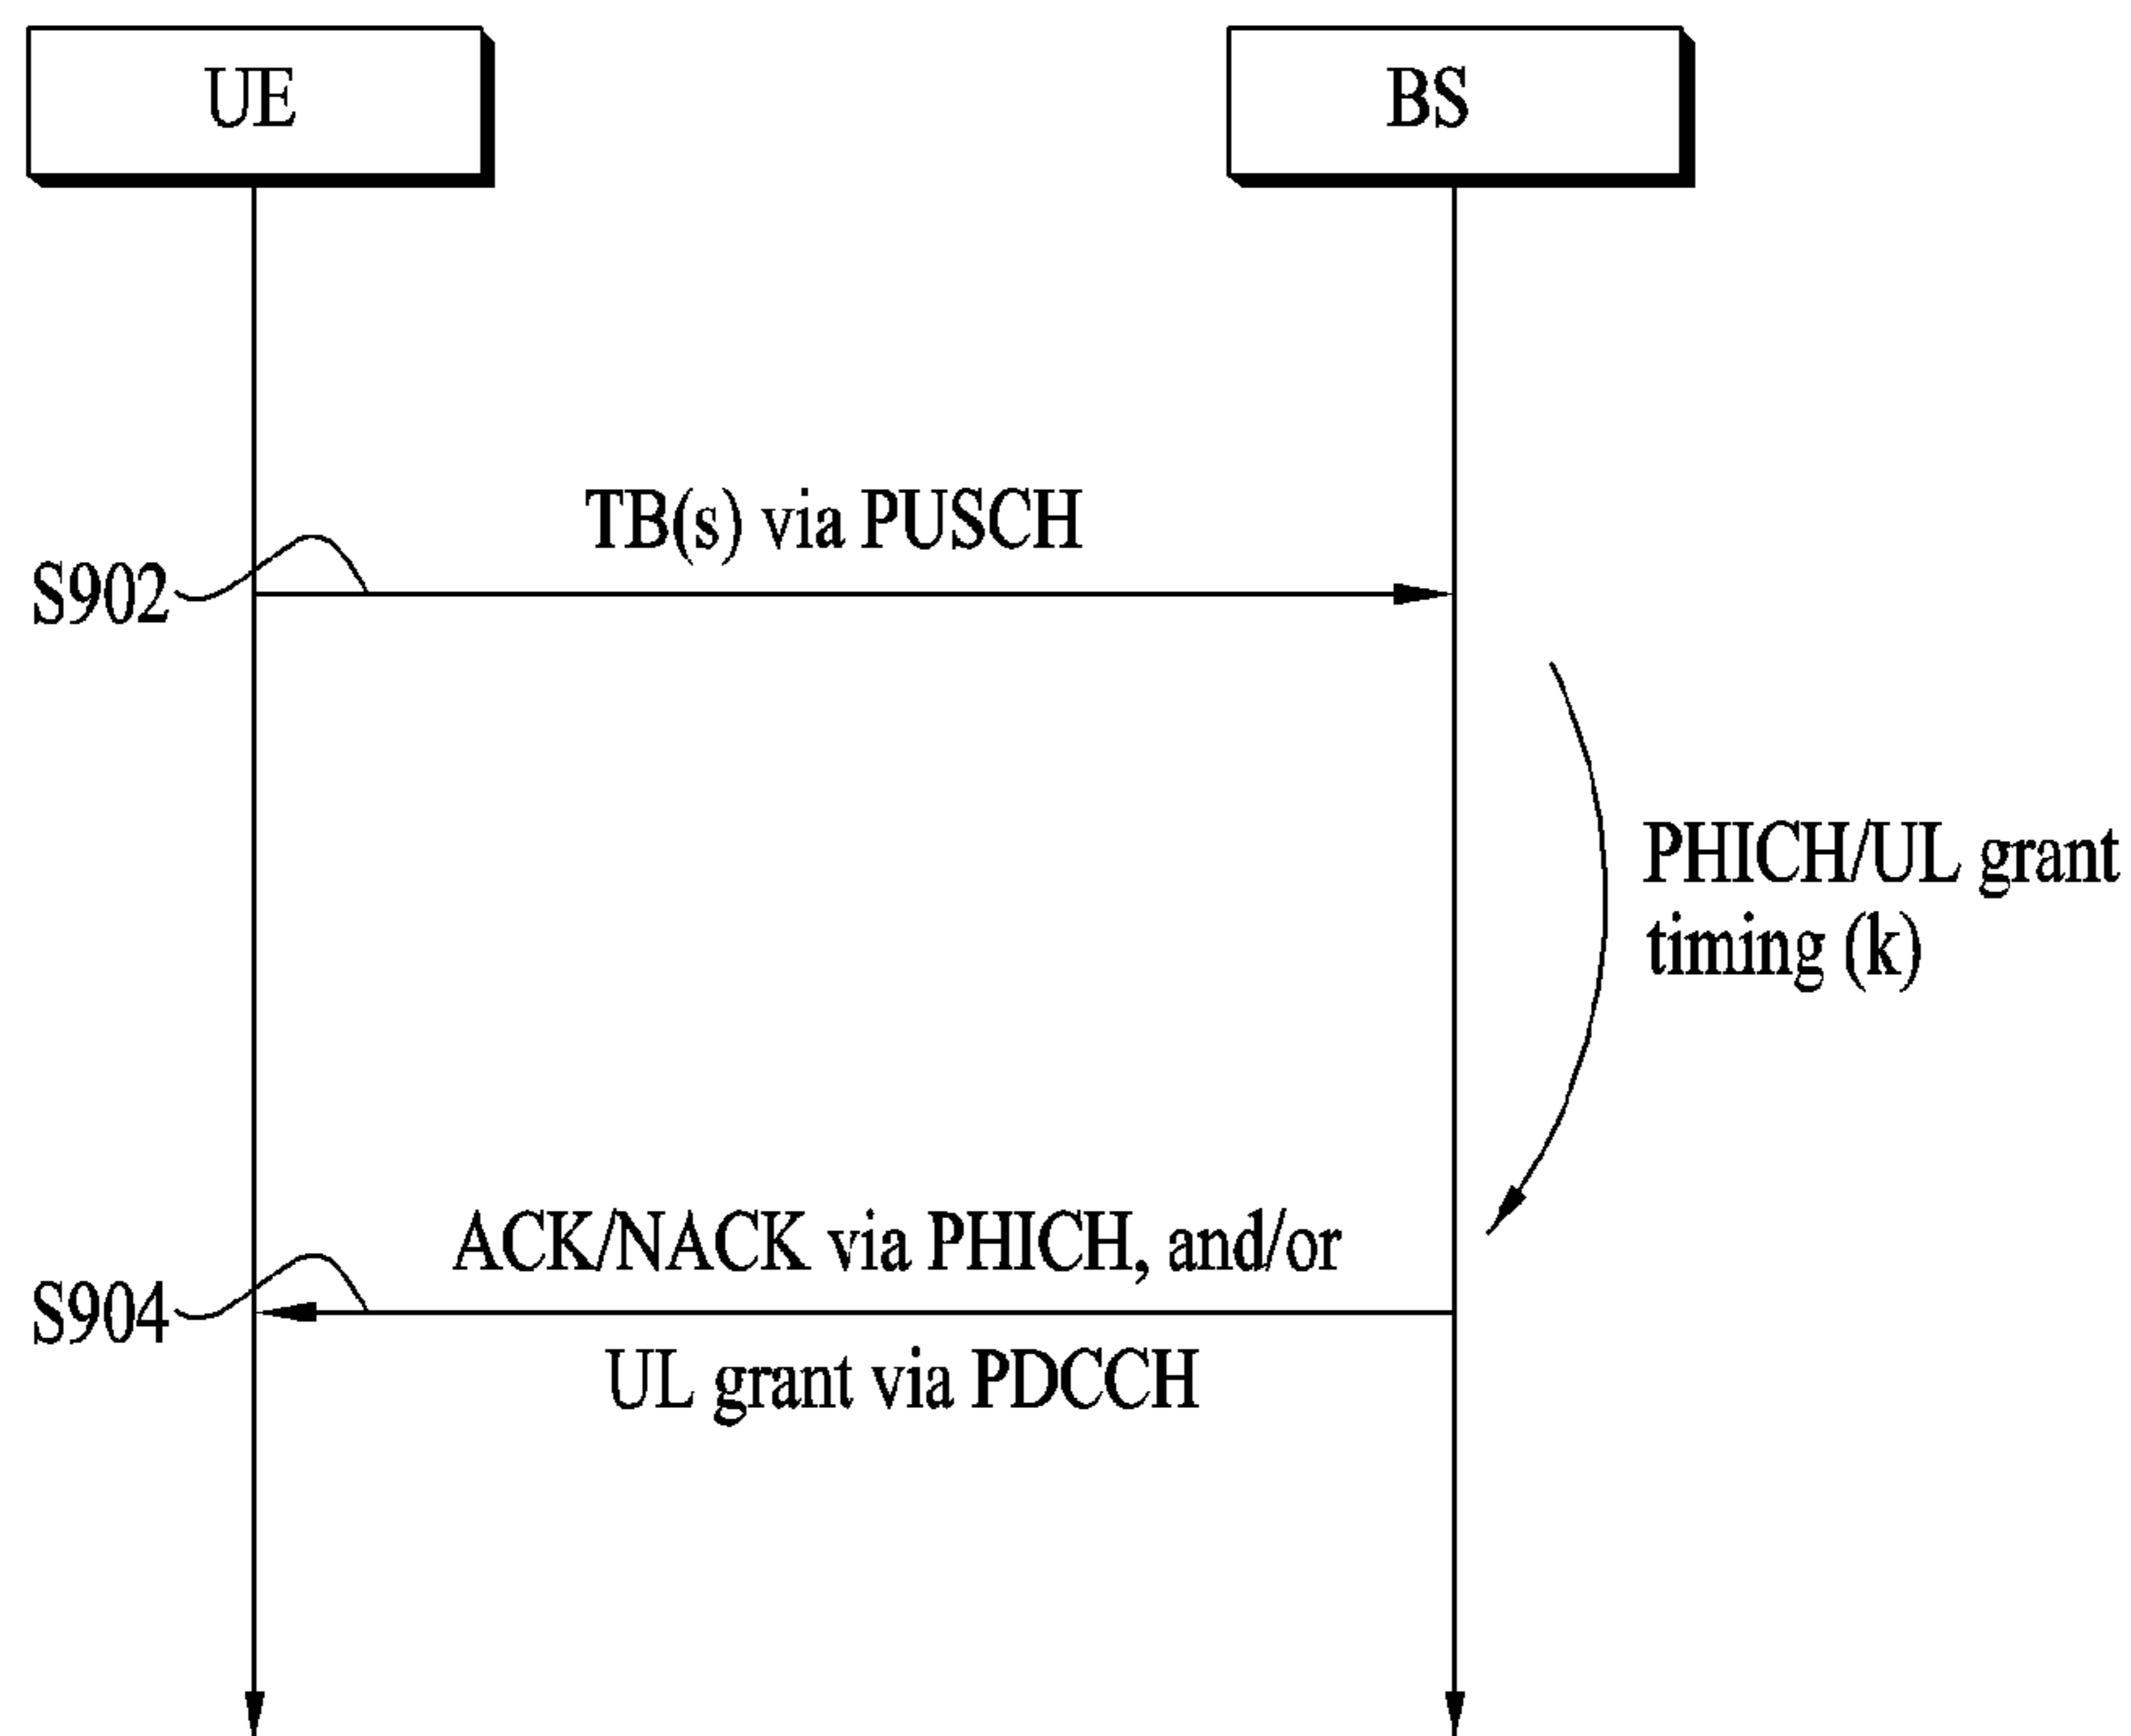 UE
BS
TB(s) via PUSCH
S902
PHICH/UL grant
timing (k)
ACK/NACK via PHICH, and/or
S904
UL grant via PDCCH